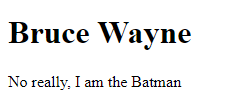 Bruce Wayne
No really, I am the Batman